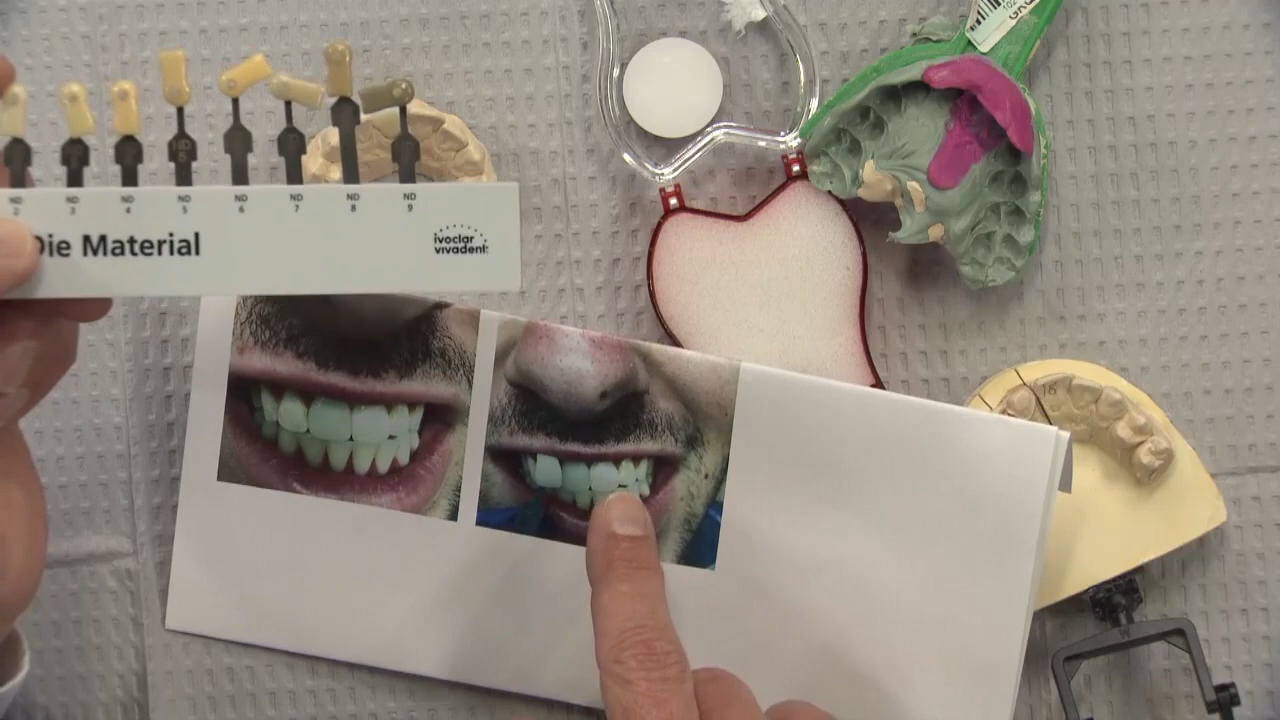 ND ND ND ND ND ND ND ND
2 3 4 5 6 7 8 9
Die Material
ivoclar
vivadent:
16